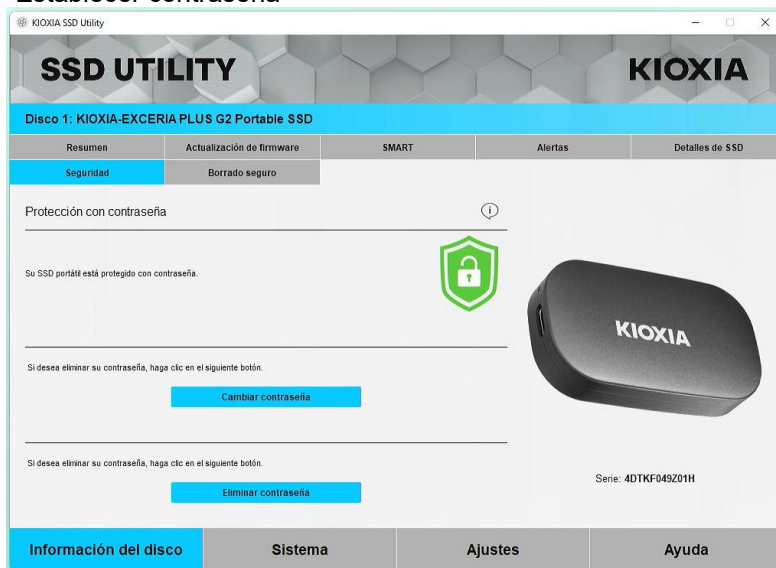 Establecer contraseña
KIOXIA SSD Utility
SSD UTILITY
KIOXIA
Disco 1: KIOXIA-EXCERIA PLUS G2 Portable SSD
Resumen
Actualización de firmware
SMART
Alertas
Detalles de SSD
Seguridad
Borrado seguro
Protección con contraseña
Su SSD portátil está protegido con contraseña.
KIOXIA
Si desea eliminar su contraseña, haga clic en el siguiente botón.
Cambiar contraseña
Si desea eliminar su contraseña, haga clic en el siguiente botón.
Eliminar contraseña
Serie: 4DTKF049Z01H
Información del disco
Sistema
Ajustes
Ayuda